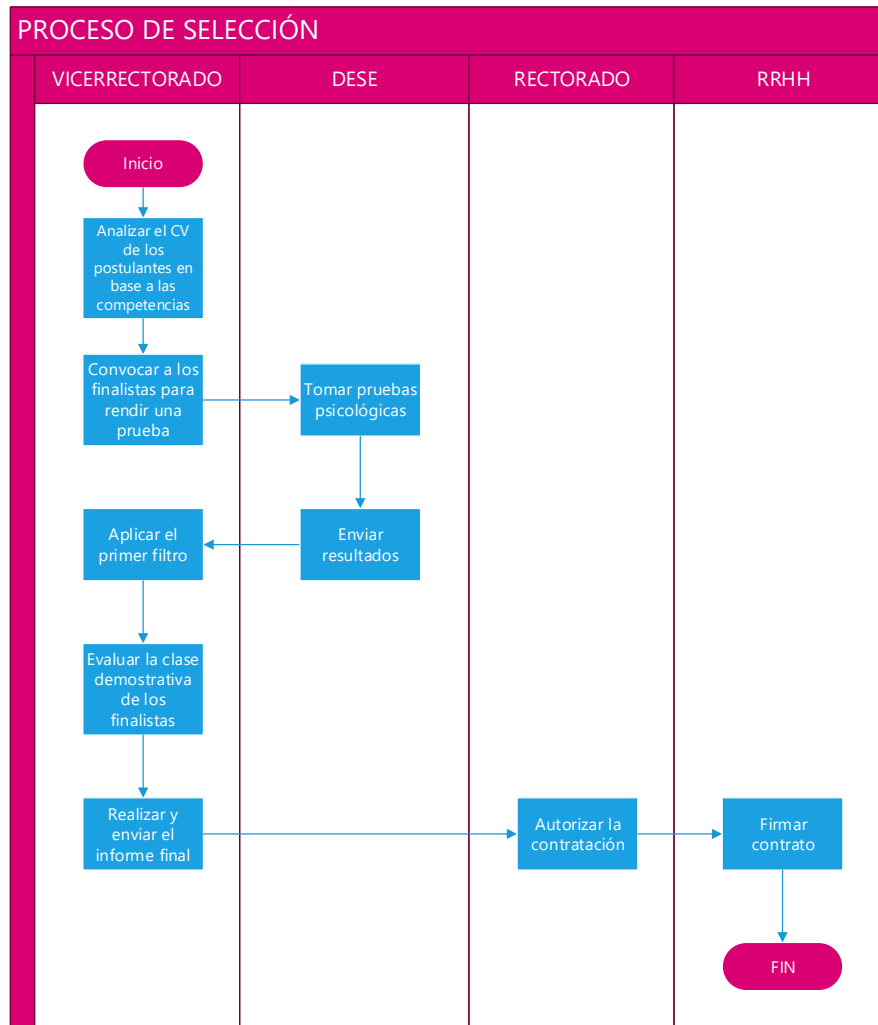 PROCESO DE SELECCIÓN
VICERRECTORADO
DESE
RECTORADO
RRHH
Inicio
Analizar el CV
de los
postulantes en
base a las
competencias
Convocar a los
finalistas para
rendir una
prueba
Tomar pruebas
psicológicas
Aplicar el
primer filtro
Enviar
resultados
Evaluar la clase
demostrativa
de los
finalistas
Realizar y
enviar el
informe final
Autorizar la
contratación
Firmar
contrato
FIN